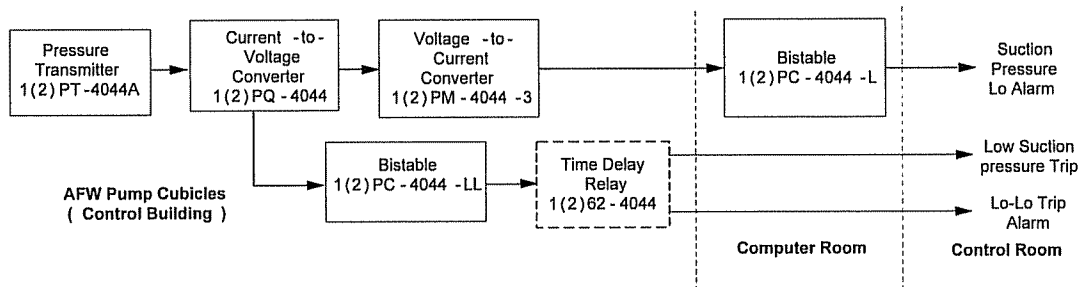 Pressure
Transmitter
1(2)PT-4044A
Current -to-
Voltage
Converter
1(2)PQ - 4044
Voltage -to-
Current
Converter
1(2)PM - 4044 -3
Bistable
1(2)PC - 4044 -L
Suction
Pressure
Lo Alarm
Bistable
1(2)PC - 4044 -LL
Time Delay
Relay
1(2)62 - 4044
Low Suction
pressure Trip
Lo-Lo Trip
Alarm
AFW Pump Cubicles
( Control Building )
Computer Room
Control Room